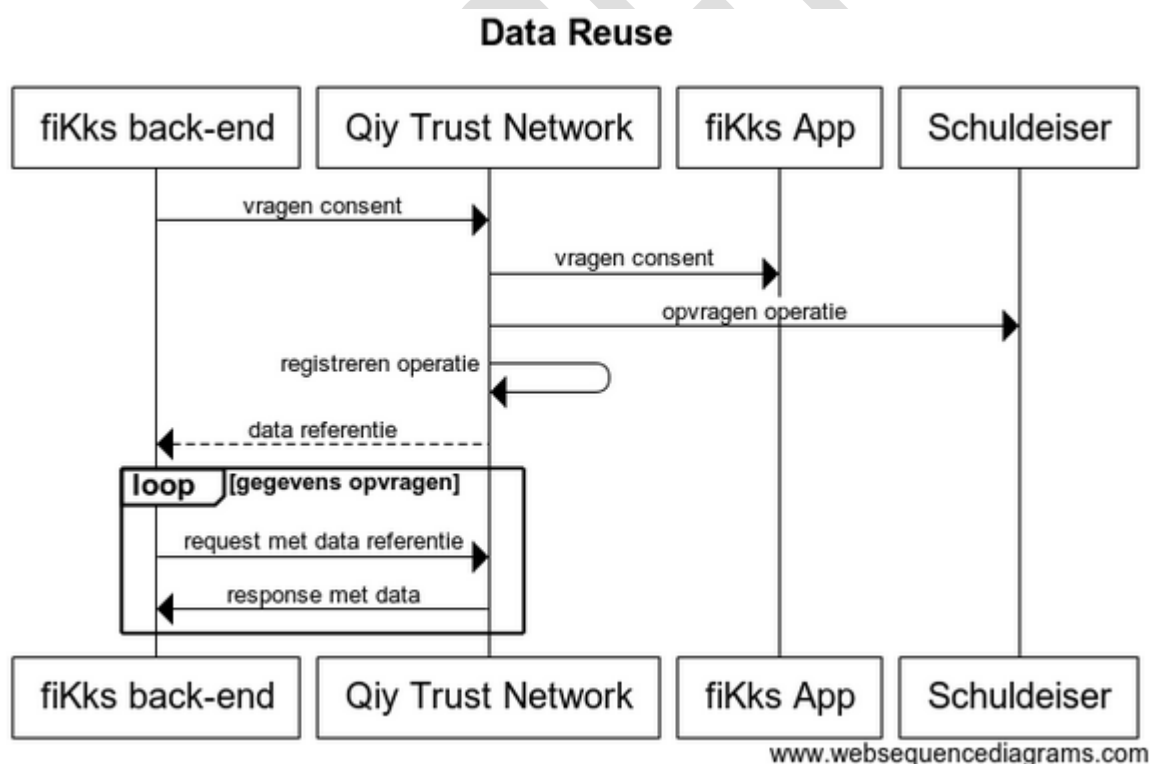 Data Reuse
fiKks back-end
Qiy Trust Network
fiKks App
Schuldeiser
vragen consent
vragen consent
opvragen operatie
registreren operatie
data referentie
loop
[gegevens opvragen]
request met data referentie
response met data
fiKks back-end
Qiy Trust Network
fiKks App
Schuldeiser
www.websequencediagrams.com